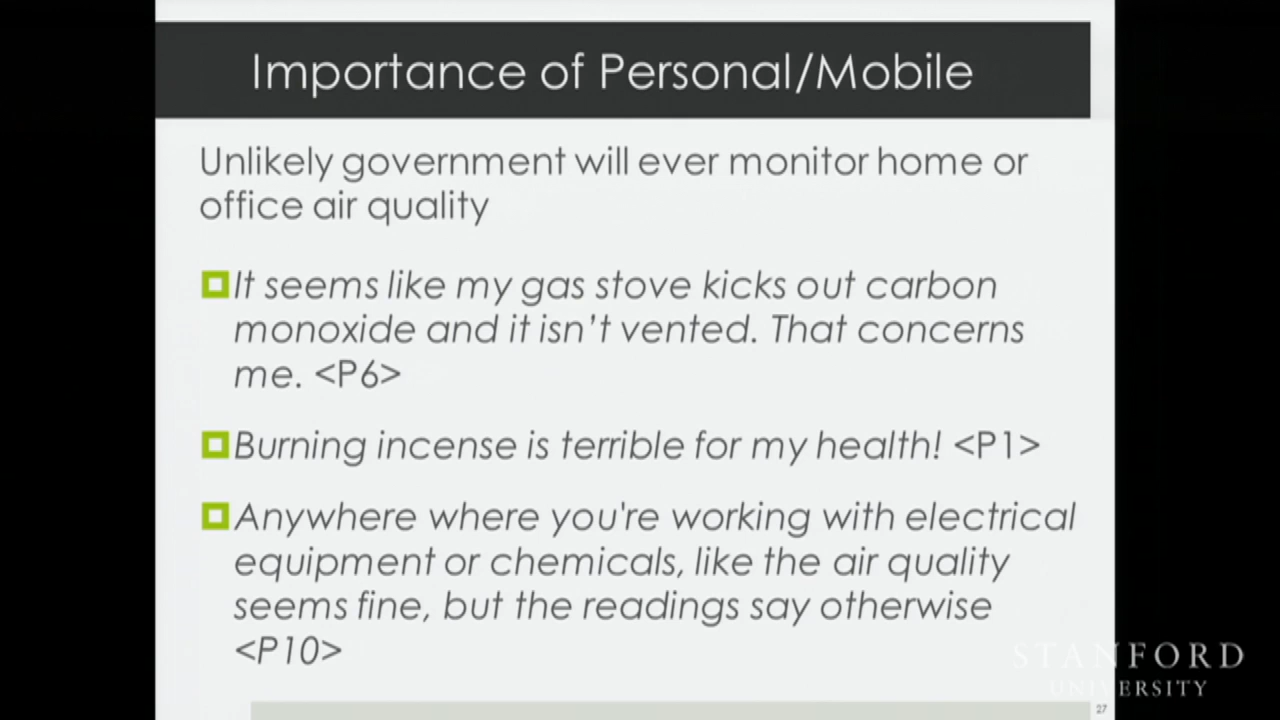 Importance of Personal/Mobile
Unlikely government will ever monitor home or
office air quality
It seems like my gas stove kicks out carbon
monoxide and it isn't vented. That concerns
me. <P6>
Burning incense is terrible for my health! <P1>
Anywhere where you're working with electrical
equipment or chemicals, like the air quality
seems fine, but the readings say otherwise
<P10>
STANFORD
UNIVERSITY
27